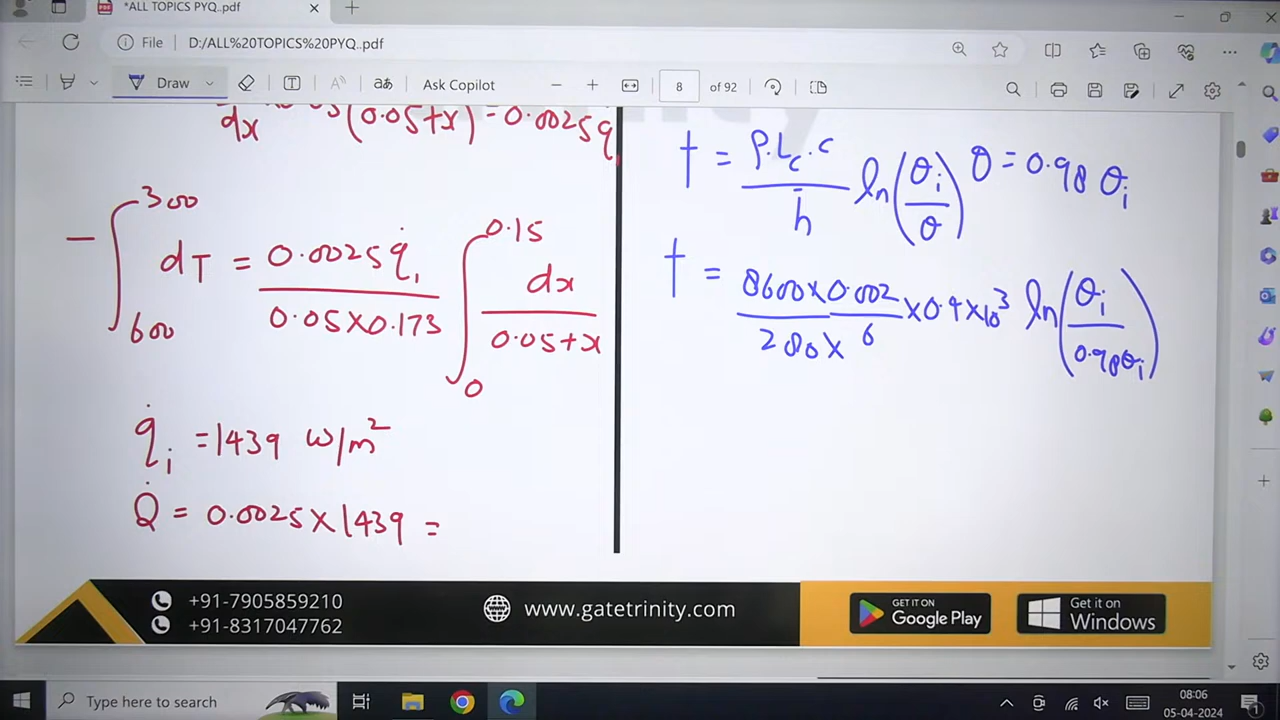 *ALL TOPICS PYQ..pdf
File D:/ALL%20TOPICS%20PYQ..pdf
Draw Ask Copilot 8 of 92
dx (0.05+x) = 0.0025 q̇
- ∫ 300 600 dT = 0.0025 q̇i / 0.05×0.173 ∫ 0.15 0 dx / 0.05+x
q̇i = 1439 W/m²
Q̇ = 0.0025 × 1439 =
t = ρ.Lc.c / h̄ ln(θi/θ) θ = 0.98 θi
t = 8600×0.002 / 280× 6 ×0.4×10³ ln(θi / 0.98θi)
+91-7905859210
+91-8317047762
www.gatetrinity.com
GET IT ON
Google Play
Get it on
Windows
Type here to search
08:06
05-04-2024